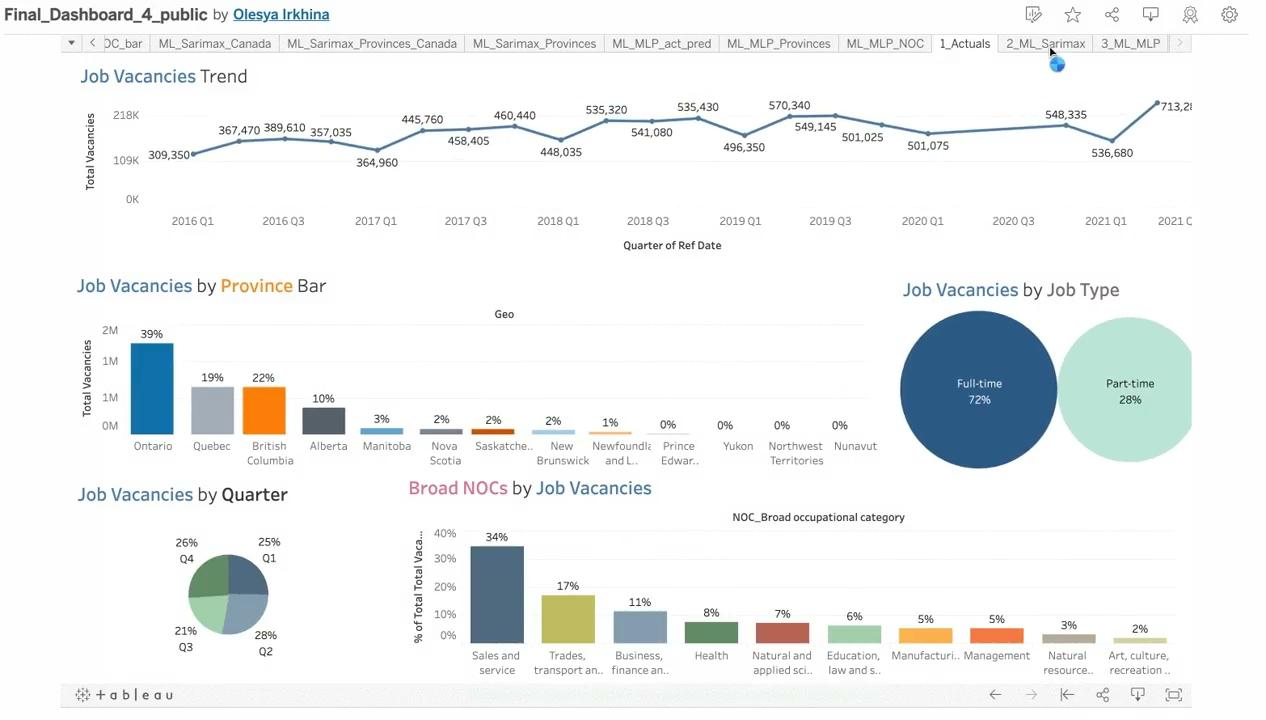 Final_Dashboard_4_public by Olesya Irkhina
OC_bar ML_Sarimax_Canada ML_Sarimax_Provinces_Canada ML_Sarimax_Provinces ML_MLP_act_pred ML_MLP_Provinces ML_MLP_NOC 1_Actuals 2_ML_Sarimax 3_ML_MLP
Job Vacancies Trend
Total Vacancies
218K
109K
0K
309,350 367,470 389,610 357,035 364,960 445,760 458,405 460,440 448,035 535,320 541,080 535,430 496,350 570,340 549,145 501,025 501,075 548,335 536,680 713,28
2016 Q1 2016 Q3 2017 Q1 2017 Q3 2018 Q1 2018 Q3 2019 Q1 2019 Q3 2020 Q1 2020 Q3 2021 Q1 2021 Q
Quarter of Ref Date
Job Vacancies by Province Bar
Geo
Total Vacancies
2M
1M
1M
0M
39% 19% 22% 10% 3% 2% 2% 2% 1% 0% 0% 0% 0%
Ontario Quebec British Columbia Alberta Manitoba Nova Scotia Saskatche.. New Brunswick Newfoundla and L.. Prince Edwar.. Yukon Northwest Territories Nunavut
Job Vacancies by Job Type
Full-time
72%
Part-time
28%
Job Vacancies by Quarter
26%
Q4
25%
Q1
21%
Q3
28%
Q2
Broad NOCs by Job Vacancies
NOC_Broad occupational category
% of Total Total Vaca...
40%
30%
20%
10%
0%
34% 17% 11% 8% 7% 6% 5% 5% 3% 2%
Sales and service Trades, transport an.. Business, finance an.. Health Natural and applied sci.. Education, law and s.. Manufacturi.. Management Natural resource.. Art, culture, recreation ..
+ a b l e a u